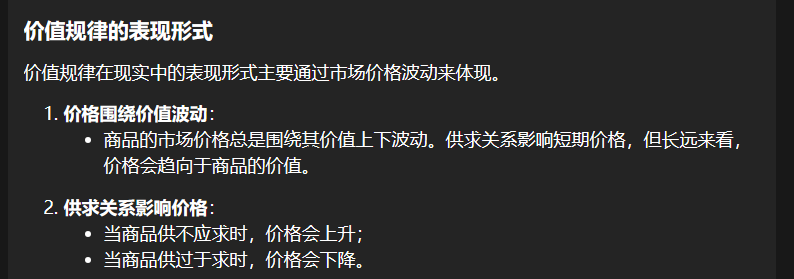 价值规律的表现形式
价值规律在现实中的表现形式主要通过市场价格波动来体现。
1. 价格围绕价值波动：
• 商品的市场价格总是围绕其价值上下波动。供求关系影响短期价格，但长远来看，
价格会趋向于商品的价值。
2. 供求关系影响价格：
• 当商品供不应求时，价格会上升；
• 当商品供过于求时，价格会下降。